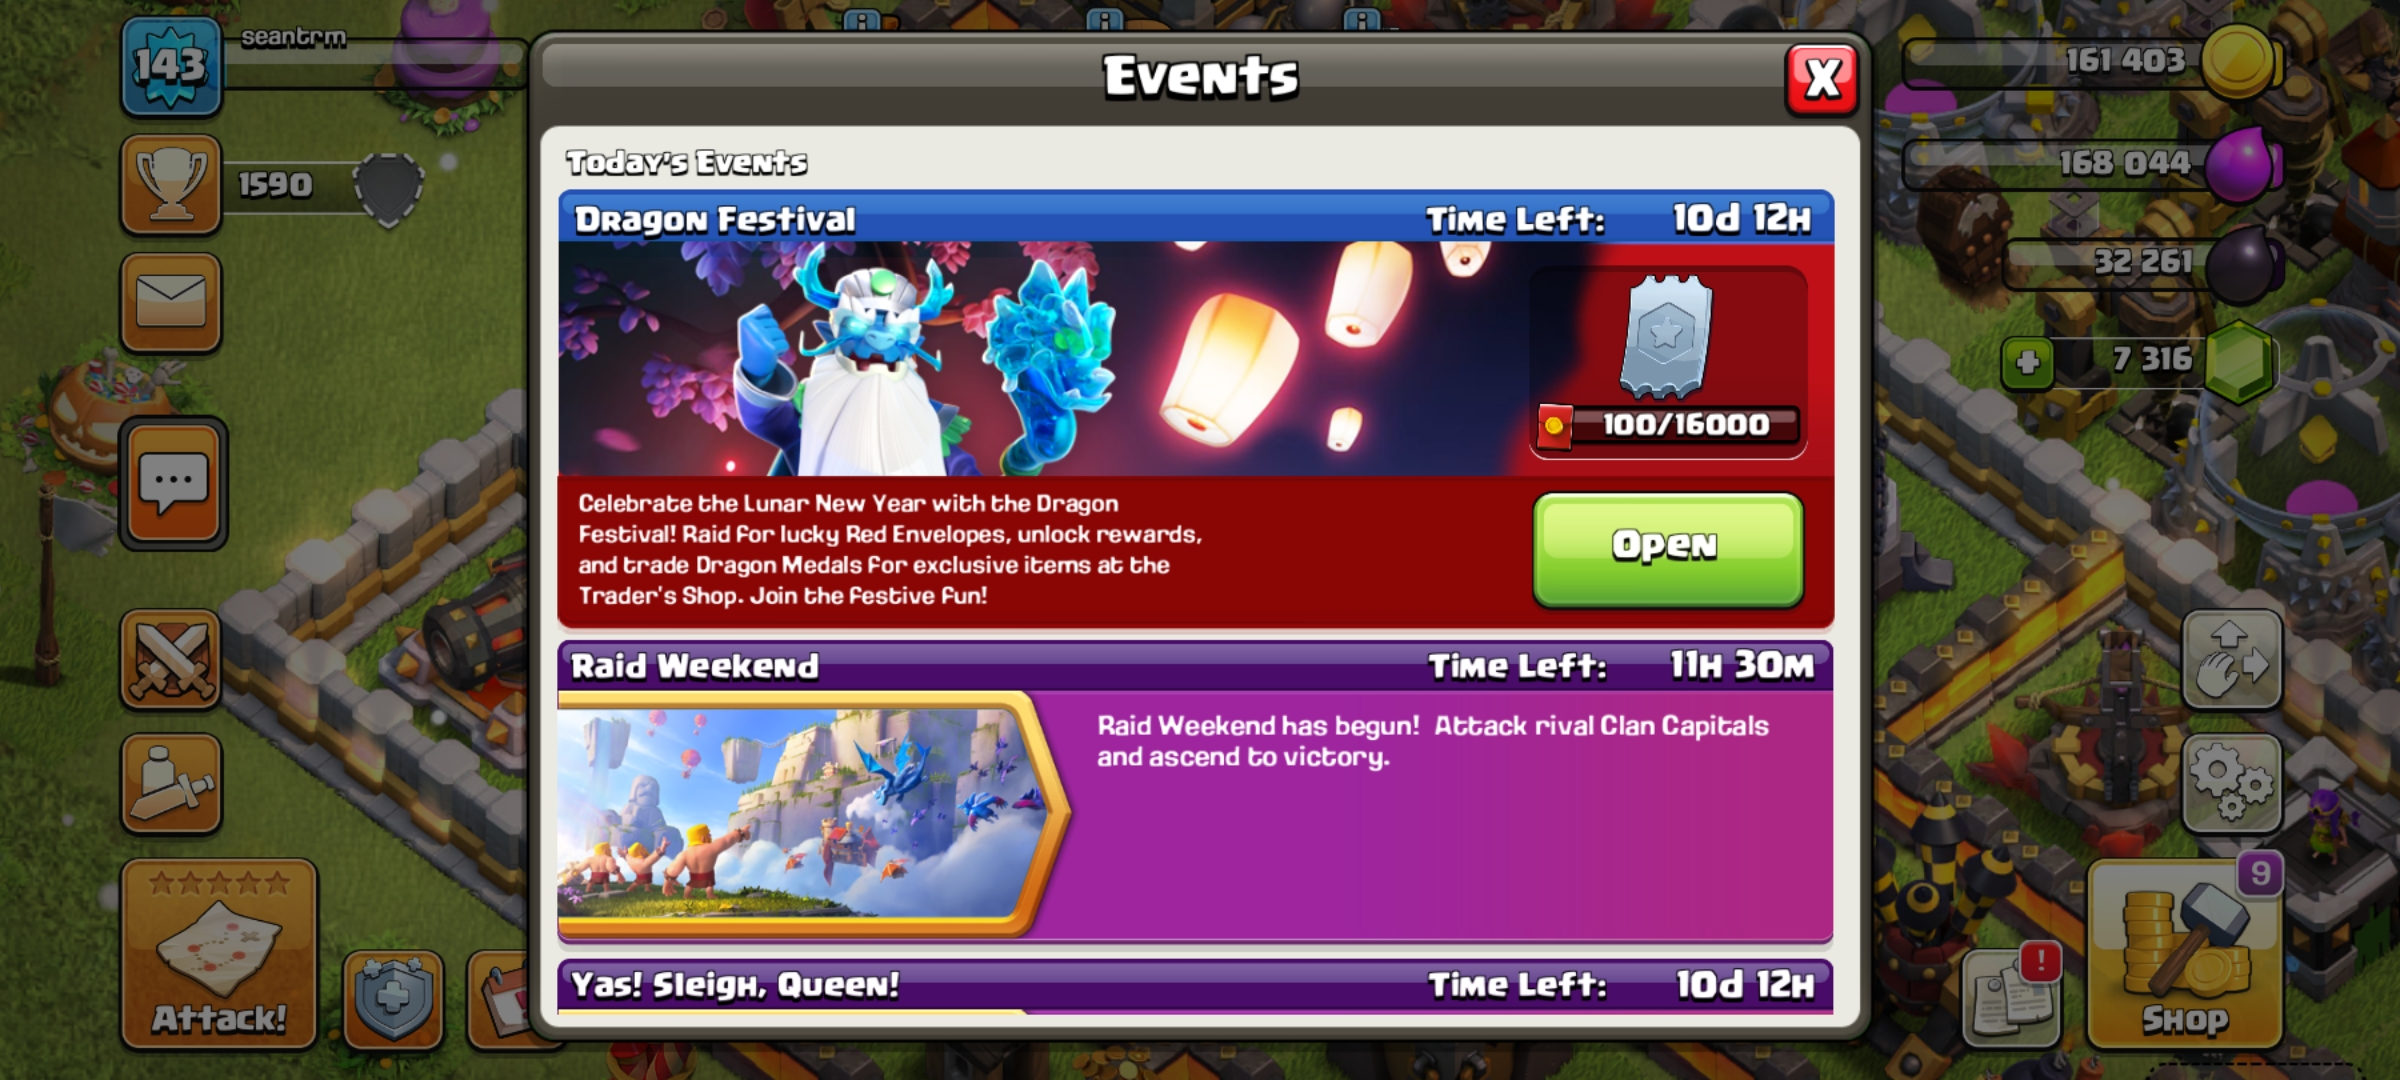 143
seantrm
Events
X
161 403
Today's Events
168 044
1590
Dragon Festival
Time Left: 10d 12H
32 261
7 316
100/16000
Celebrate the Lunar New Year with the Dragon
Festival! Raid for lucky Red Envelopes, unlock rewards,
and trade Dragon Medals for exclusive items at the
Trader's Shop. Join the festive fun!
Open
Raid Weekend
Time Left: 11H 30M
Raid Weekend has begun! Attack rival Clan Capitals
and ascend to victory.
9
Yas! Sleigh, Queen!
Time Left: 10d 12H
!
Attack!
Shop